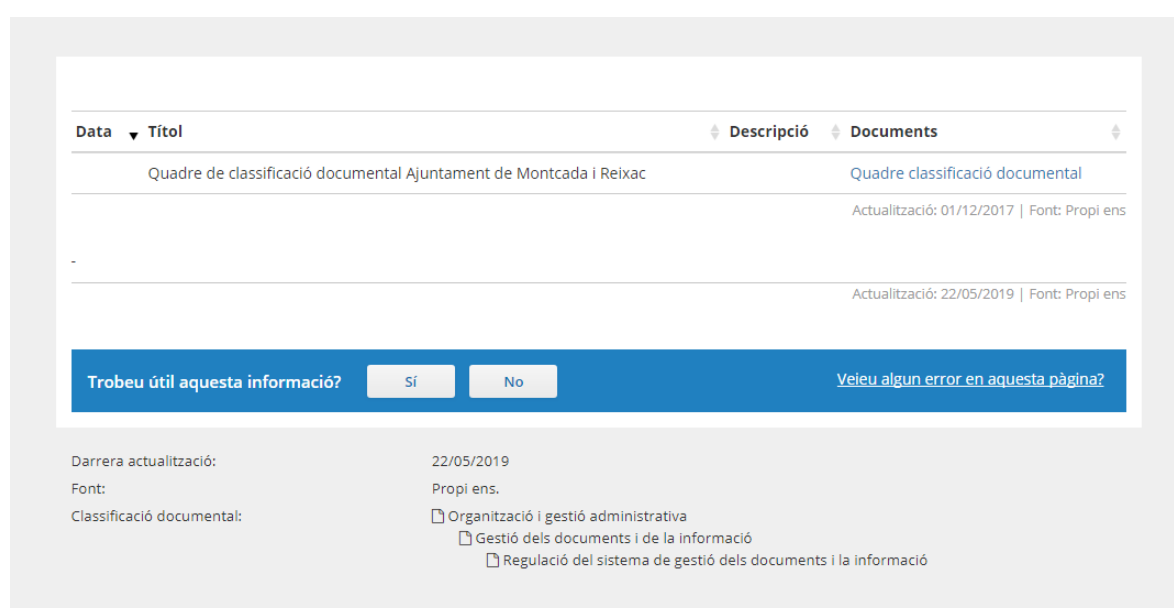 Data Títol Descripció Documents
Quadre de classificació documental Ajuntament de Montcada i Reixac Quadre classificació documental
Actualització: 01/12/2017 | Font: Propi ens
-
Actualització: 22/05/2019 | Font: Propi ens
Trobeu útil aquesta informació? Sí No Veieu algun error en aquesta pàgina?
Darrera actualització: 22/05/2019
Font: Propi ens.
Classificació documental: Organització i gestió administrativa
Gestió dels documents i de la informació
Regulació del sistema de gestió dels documents i la informació